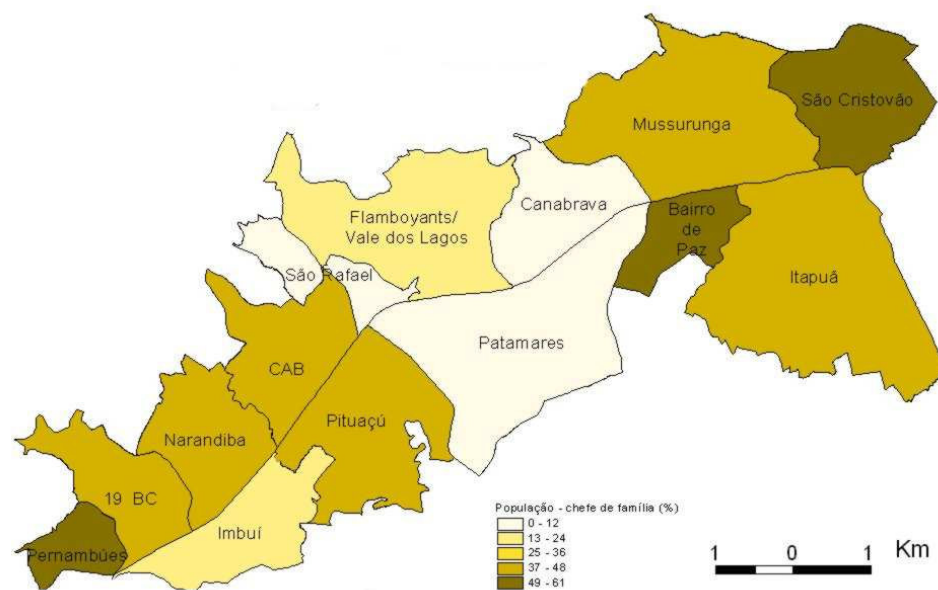 São Cristovão
Mussurunga
Canabrava
Bairro
de
Paz
Flamboyants/
Vale dos Lagos
São Rafael
Itapuã
Patamares
CAB
Pituaçú
Narandiba
19 BC
Imbuí
Pernambúes
População - chefe de família (%)
0 - 12
13 - 24
25 - 36
37 - 48
49 - 61
1 0 1 Km